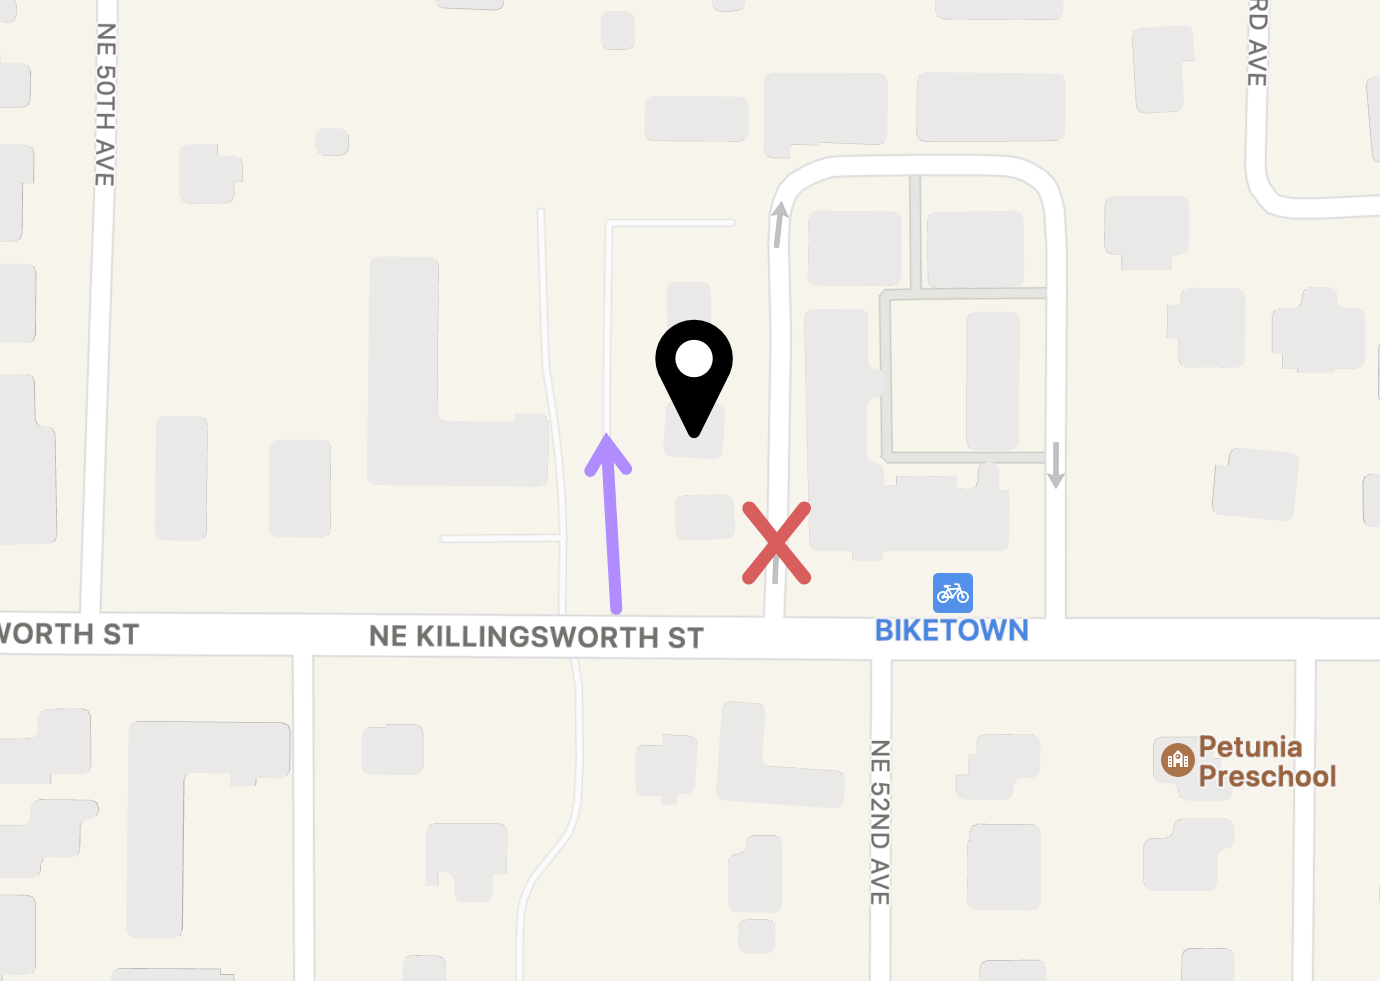 NE 50TH AVE
RD AVE
WORTH ST
NE KILLINGSWORTH ST
BIKETOWN
NE 52ND AVE
Petunia
Preschool